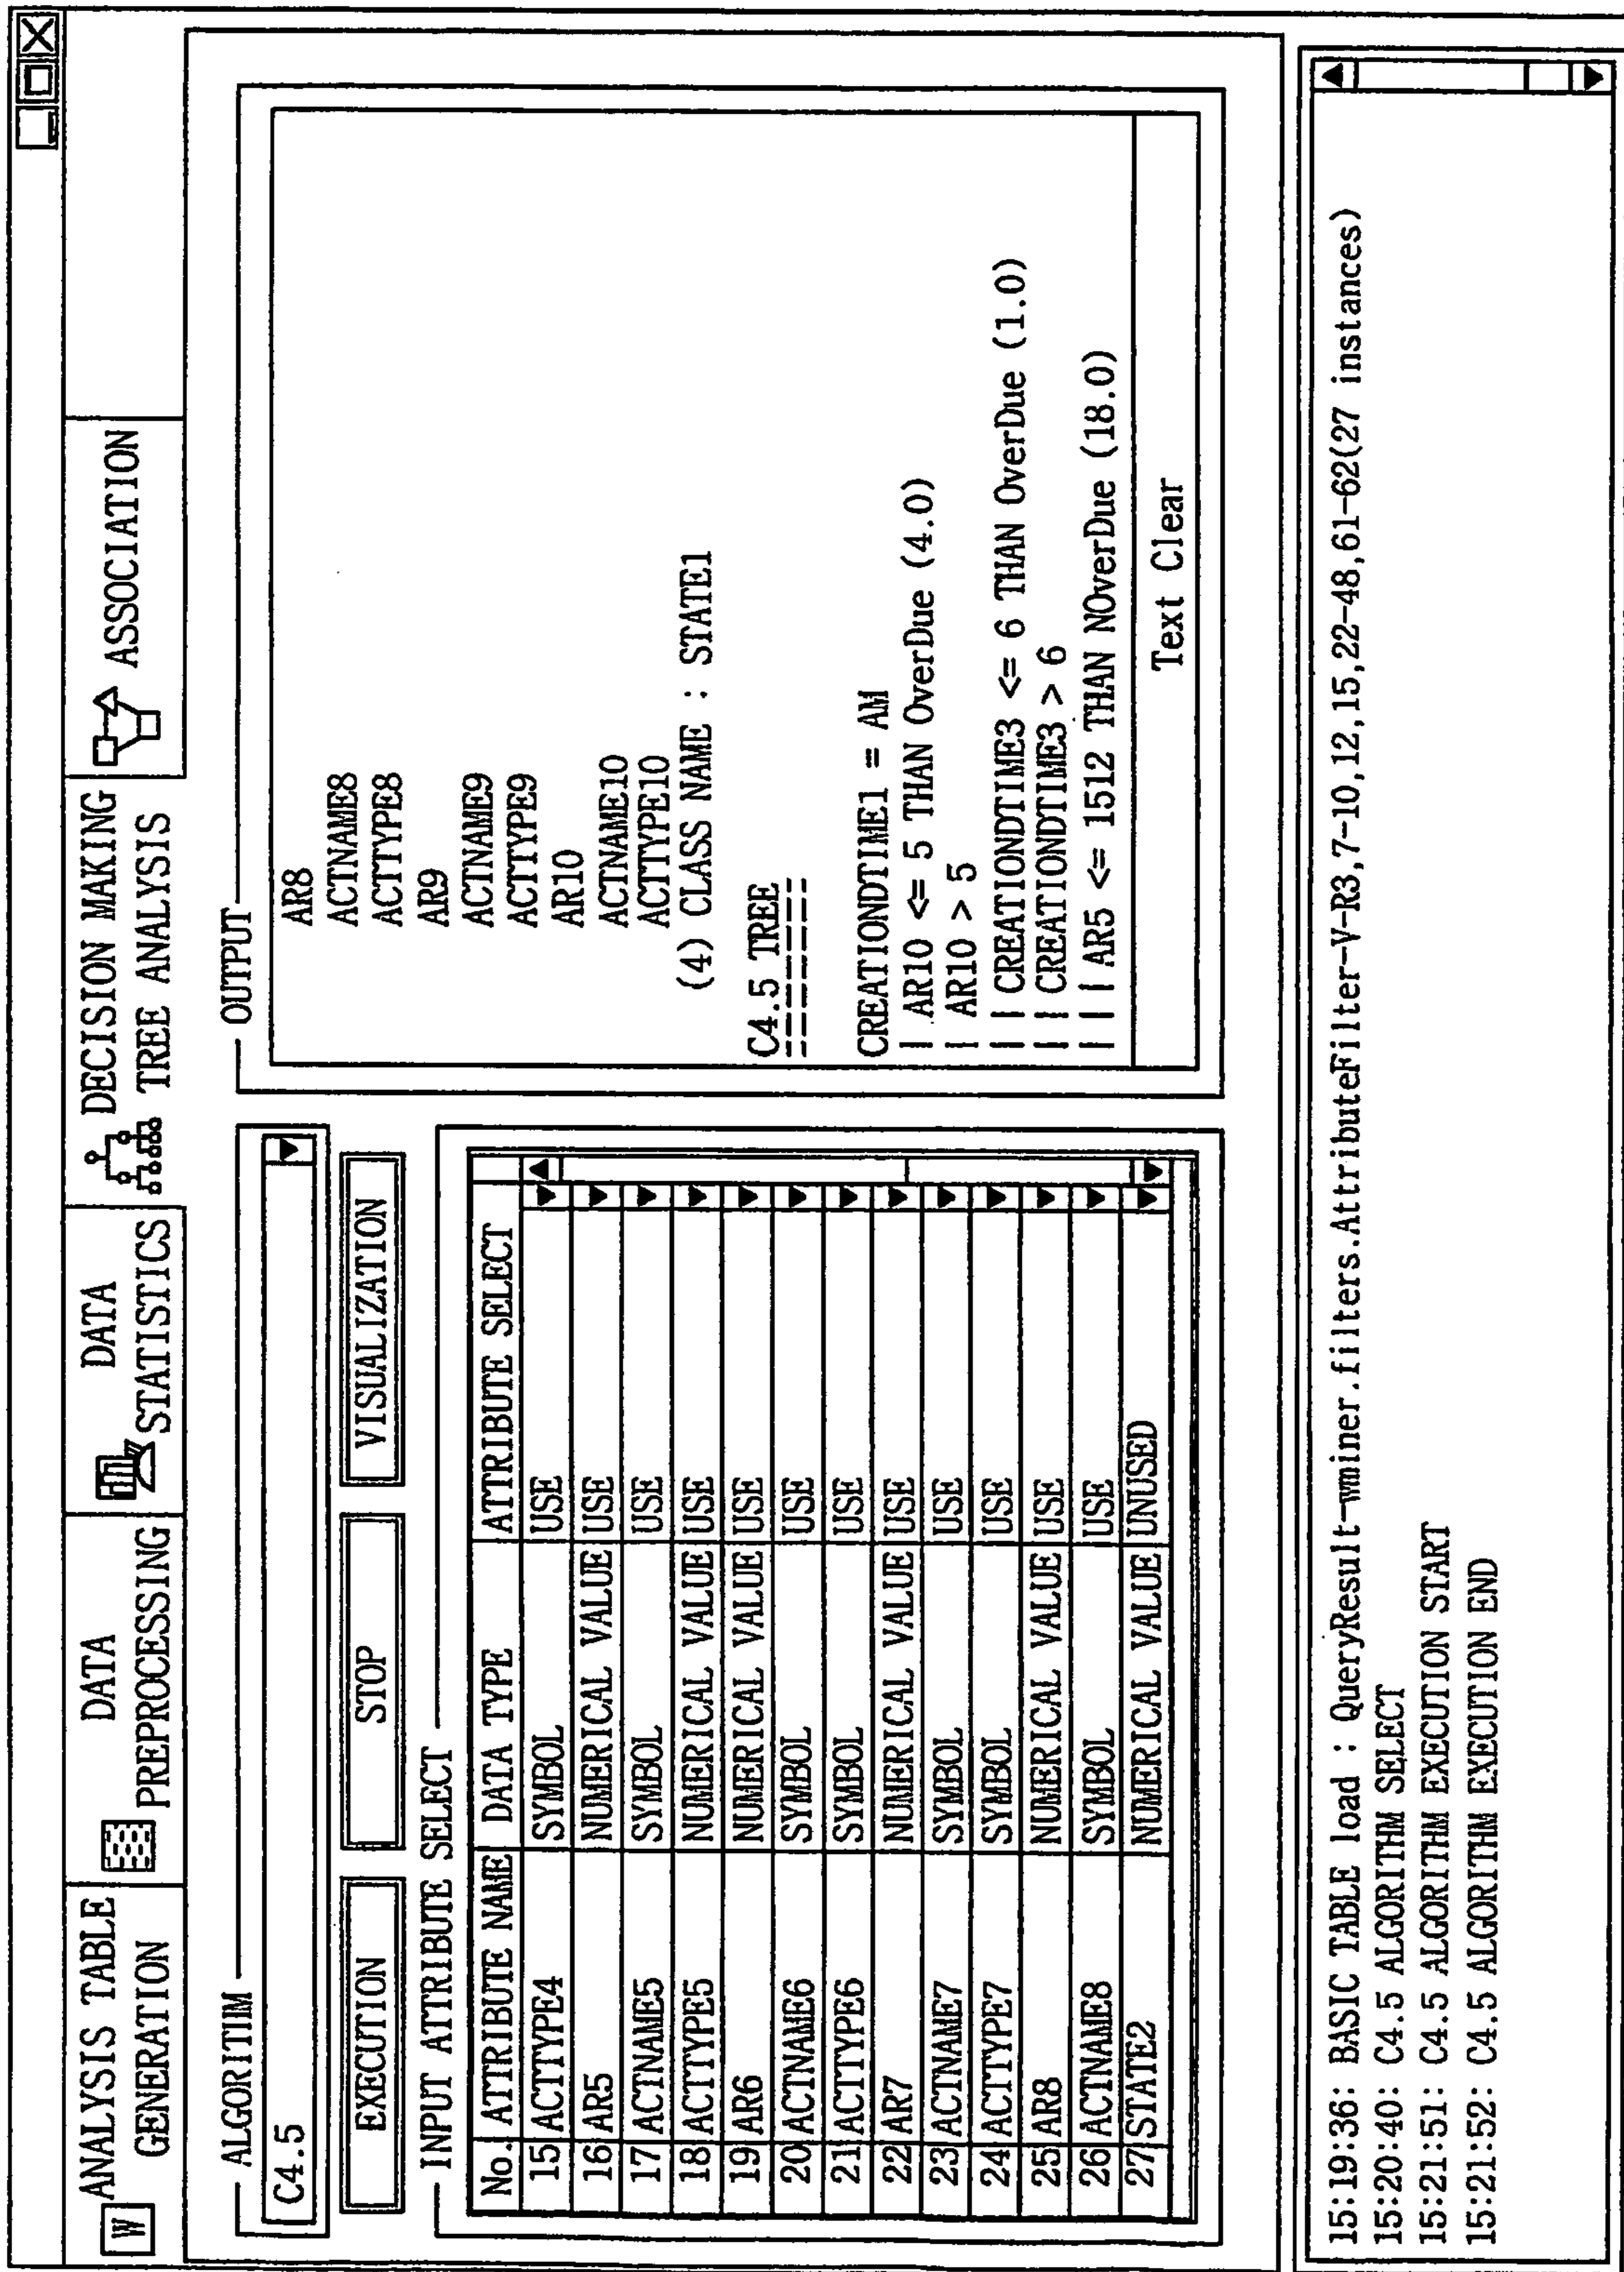 W ANALYSIS TABLE GENERATION
DATA PREPROCESSING
DATA STATISTICS
DECISION MAKING TREE ANALYSIS
ASSOCIATION
ALGORITIM
C4.5
EXECUTION STOP VISUALIZATION
INPUT ATTRIBUTE SELECT
No. ATTRIBUTE NAME DATA TYPE ATTRIBUTE SELECT
15 ACTTYPE4 SYMBOL USE
16 AR5 NUMERICAL VALUE USE
17 ACTNAME5 SYMBOL USE
18 ACTTYPE5 NUMERICAL VALUE USE
19 AR6 NUMERICAL VALUE USE
20 ACTNAME6 SYMBOL USE
21 ACTTYPE6 SYMBOL USE
22 AR7 NUMERICAL VALUE USE
23 ACTNAME7 SYMBOL USE
24 ACTTYPE7 SYMBOL USE
25 AR8 NUMERICAL VALUE USE
26 ACTNAME8 SYMBOL USE
27 STATE2 NUMERICAL VALUE UNUSED
OUTPUT
AR8
ACTNAME8
ACTTYPE8
AR9
ACTNAME9
ACTTYPE9
AR10
ACTNAME10
ACTTYPE10
(4) CLASS NAME : STATE1
C4.5 TREE
=========
CREATIONDTIME1 = AM
| AR10 <= 5 THAN OverDue (4.0)
| AR10 > 5
| | CREATIONDTIME3 <= 6 THAN OverDue (1.0)
| | CREATIONDTIME3 > 6
| | | AR5 <= 1512 THAN NOverDue (18.0)
Text Clear
15:19:36: BASIC TABLE load : QueryResult-wminer.filters.AttributeFilter-V-R3,7-10,12,15,22-48,61-62(27 instances)
15:20:40: C4.5 ALGORITHM SELECT
15:21:51: C4.5 ALGORITHM EXECUTION START
15:21:52: C4.5 ALGORITHM EXECUTION END